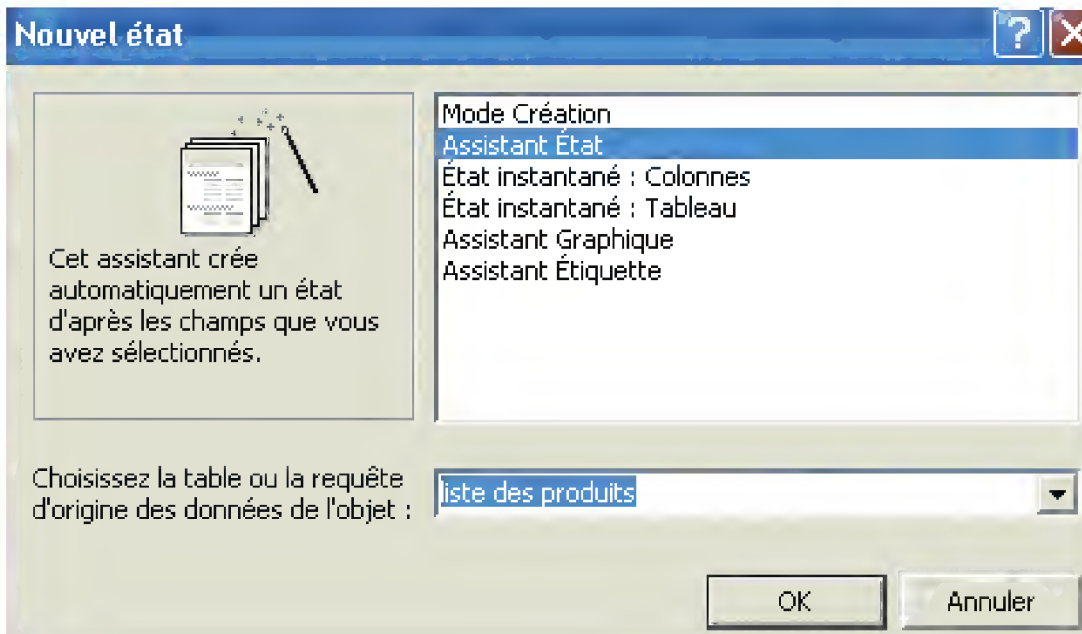 Nouvel état
Mode Création
Assistant État
État instantané : Colonnes
État instantané : Tableau
Assistant Graphique
Assistant Étiquette
Cet assistant crée
automatiquement un état
d'après les champs que vous
avez sélectionnés.
Choisissez la table ou la requête
d'origine des données de l'objet :
liste des produits
OK
Annuler